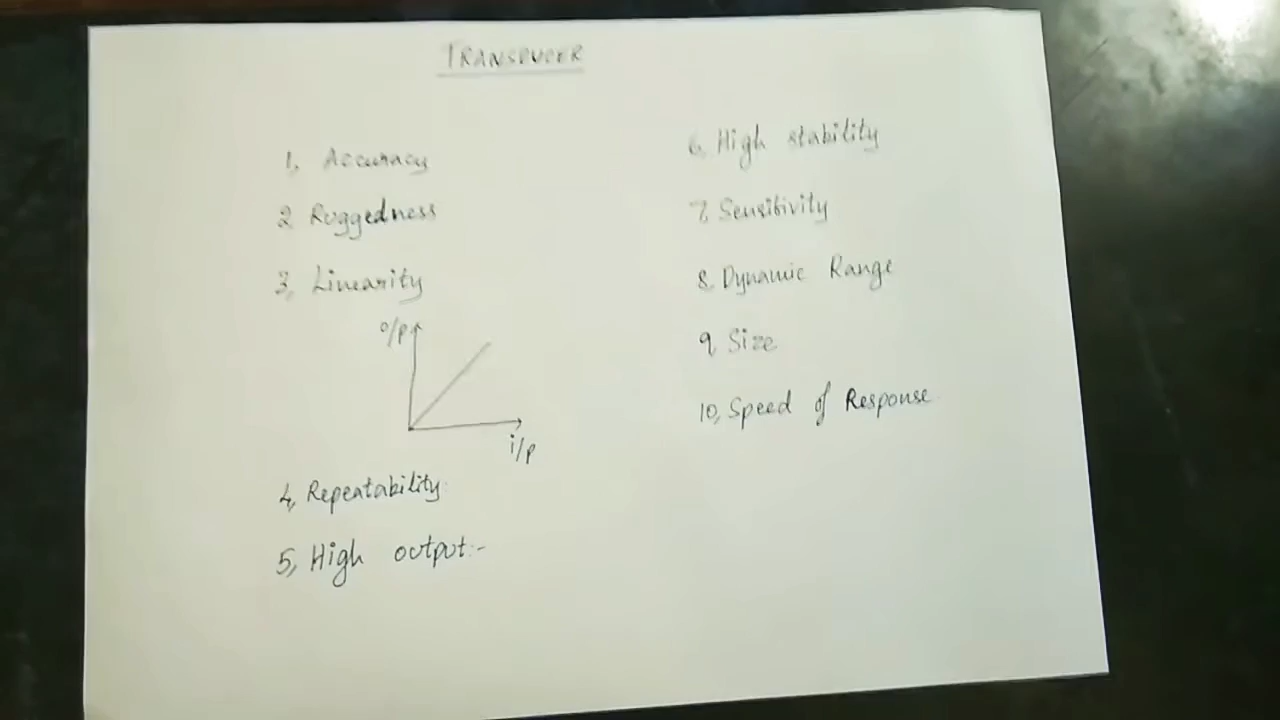 TRANSDUCER
1, Accuracy
2, Ruggedness
3, Linearity
o/p
i/p
4, Repeatability
5, High output:-
6, High stability
7, Sensitivity
8, Dynamic Range
9, Size
10, Speed of Response